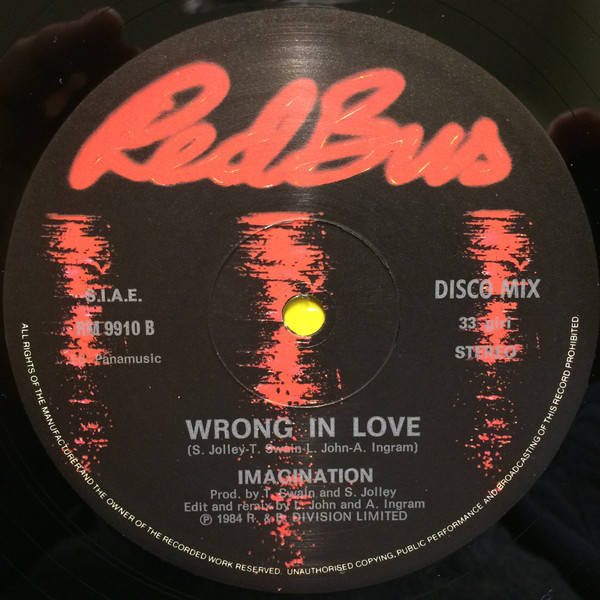 RedBus
S.I.A.E.
RM 9910 B
Ed. Panamusic
DISCO MIX
33 giri
STEREO
WRONG IN LOVE
(S. Jolley-T. Swain-L. John-A. Ingram)
IMAGINATION
Prod. by T. Swain and S. Jolley
Edit and remix by L. John and A. Ingram
Ⓟ 1984 R. & B. DIVISION LIMITED
ALL RIGHTS OF THE MANUFACTURER AND THE OWNER OF THE RECORDED WORK RESERVED. UNAUTHORISED COPYING, PUBLIC PERFORMANCE AND BROADCASTING OF THIS RECORD PROHIBITED.